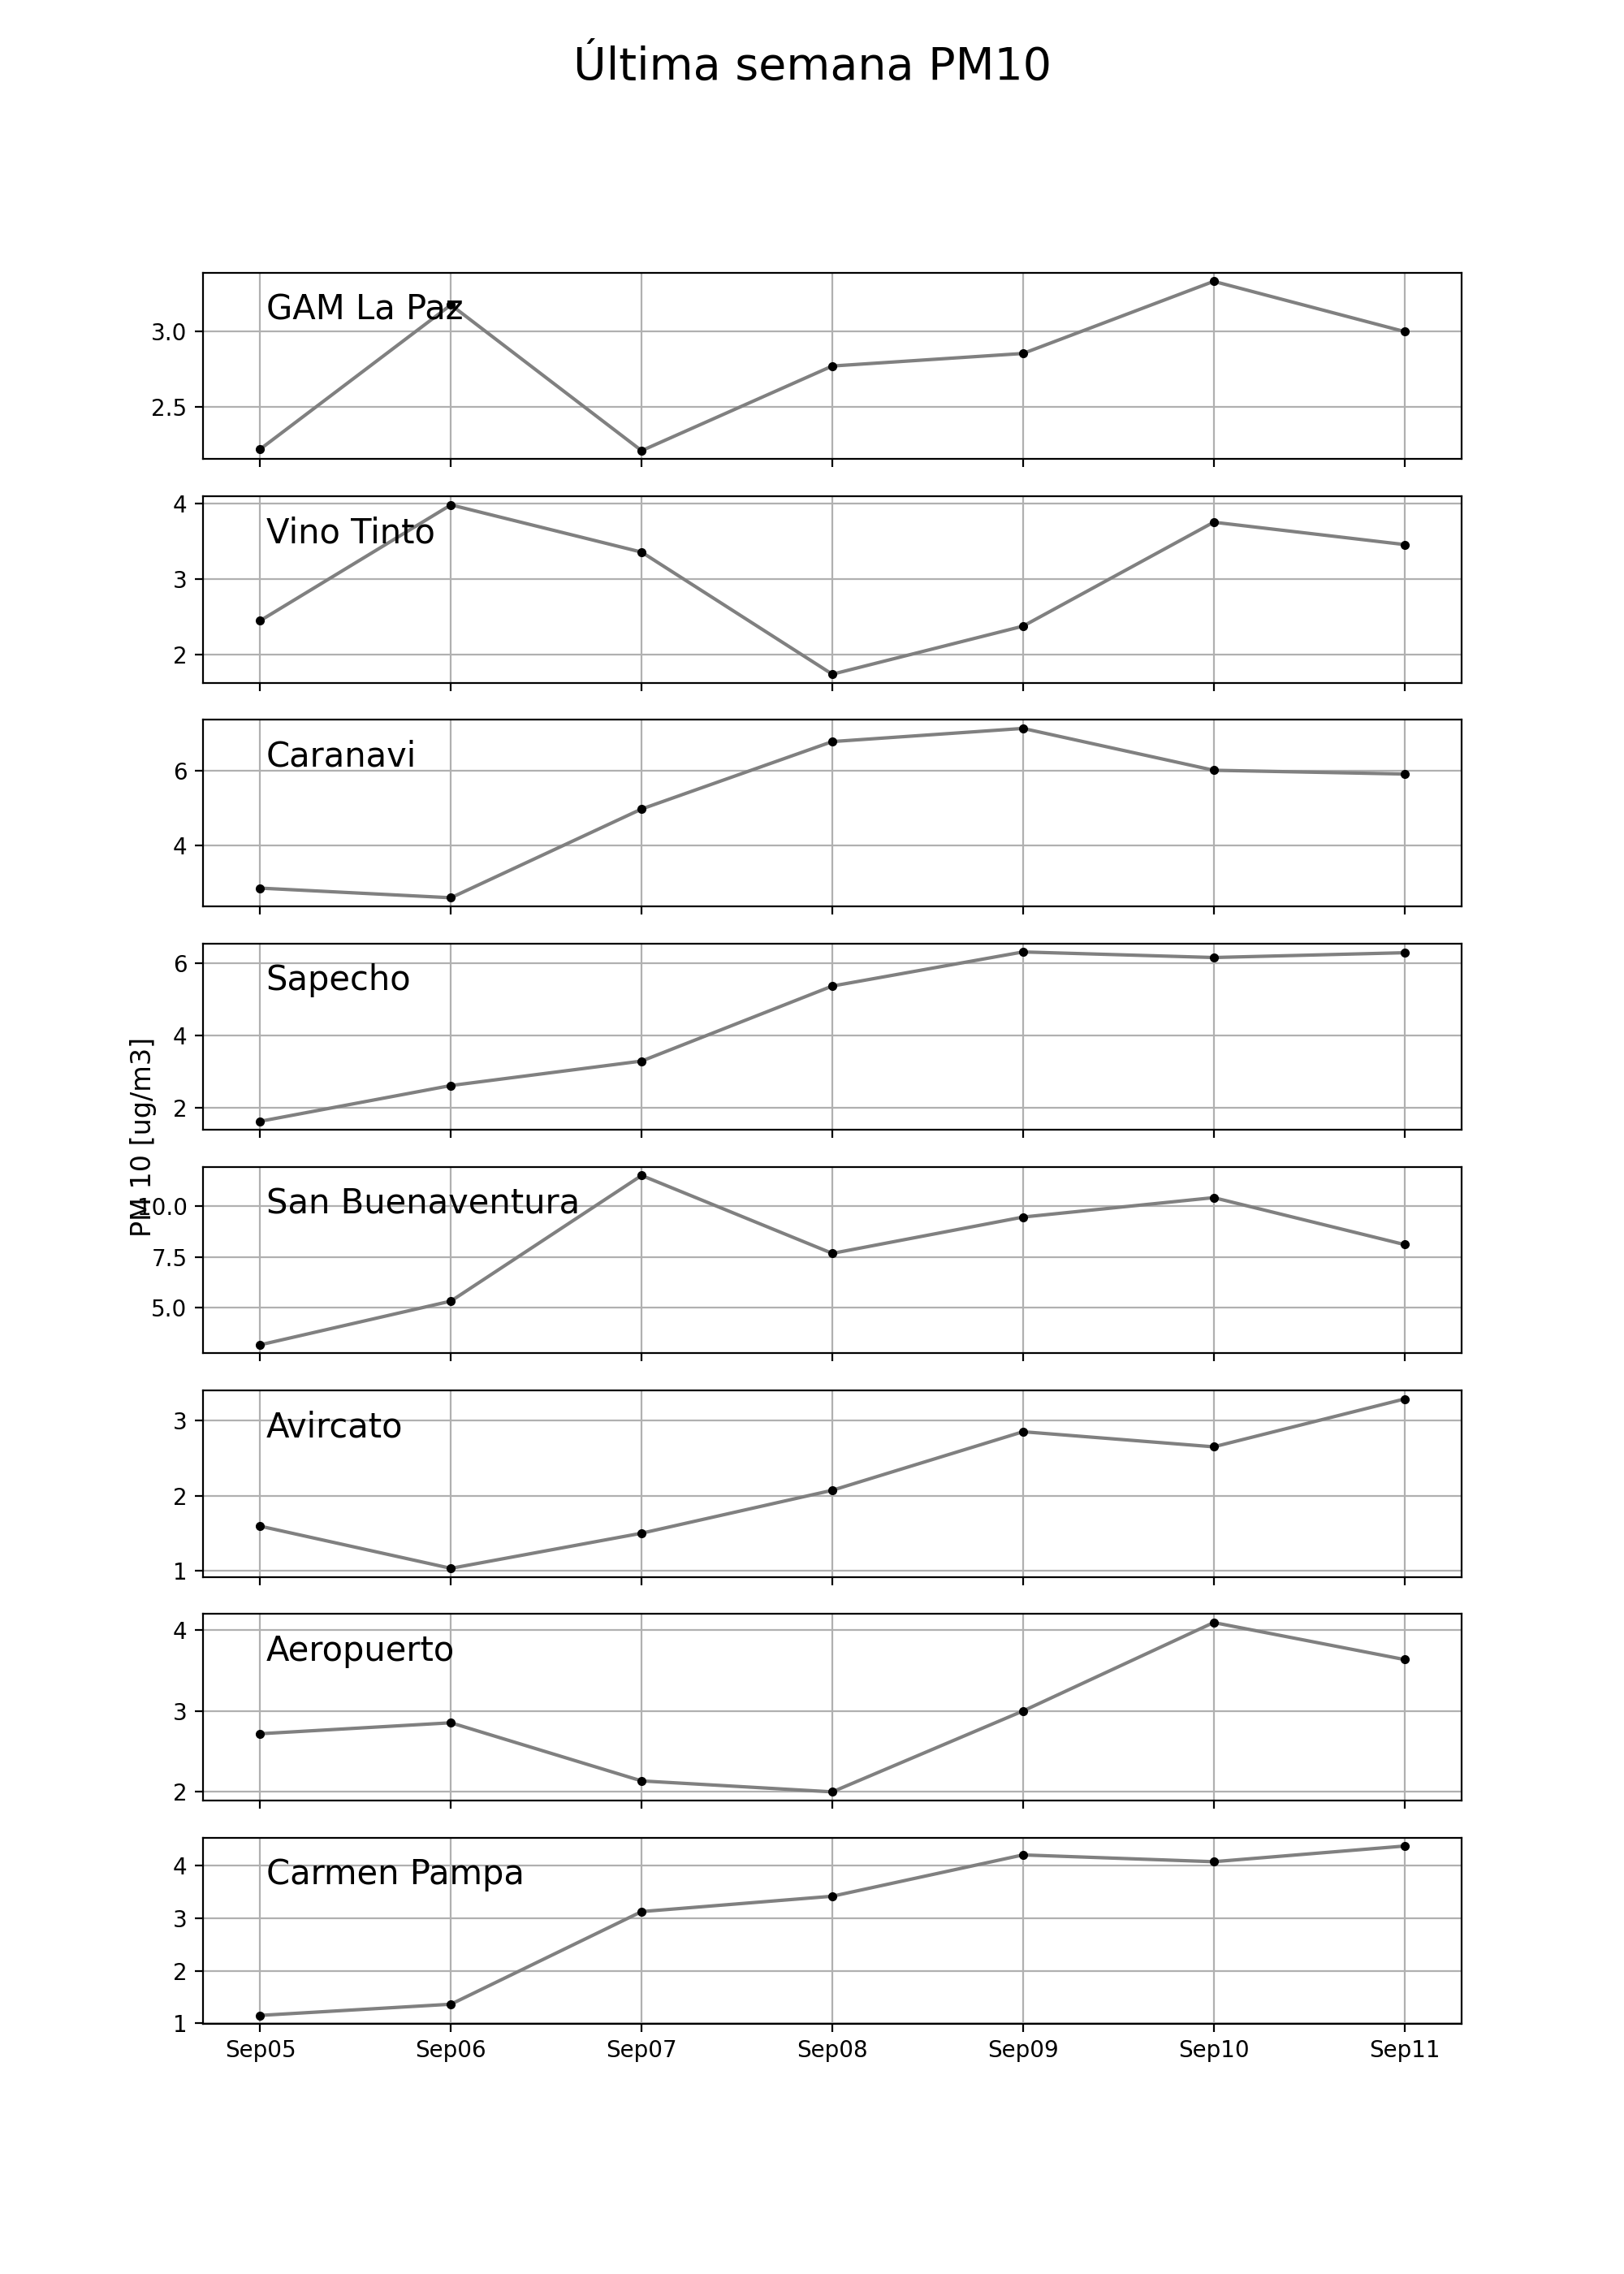 Última semana PM10
GAM La Paz
3.0
2.5
Vino Tinto
4
3
2
Caranavi
6
4
Sapecho
6
4
2
PM 10 [ug/m3]
San Buenaventura
10.0
7.5
5.0
Avircato
3
2
1
Aeropuerto
4
3
2
Carmen Pampa
4
3
2
1
Sep05 Sep06 Sep07 Sep08 Sep09 Sep10 Sep11